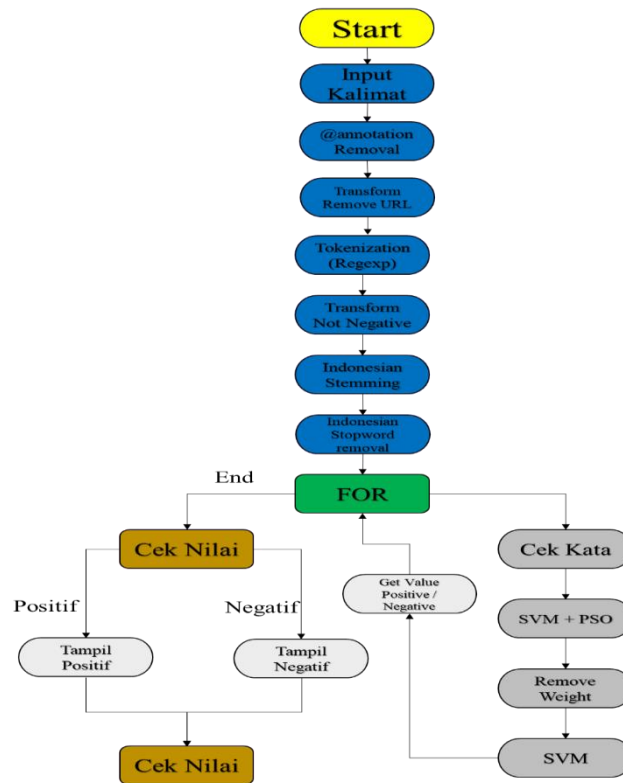 Start
Input
Kalimat
@annotation
Removal
Transform
Remove URL
Tokenization
(Regexp)
Transform
Not Negative
Indonesian
Stemming
Indonesian
Stopword
removal
End
FOR
Cek Nilai
Cek Kata
Get Value
Positive /
Negative
Positif
Negatif
SVM + PSO
Tampil
Positif
Tampil
Negatif
Remove
Weight
Cek Nilai
SVM